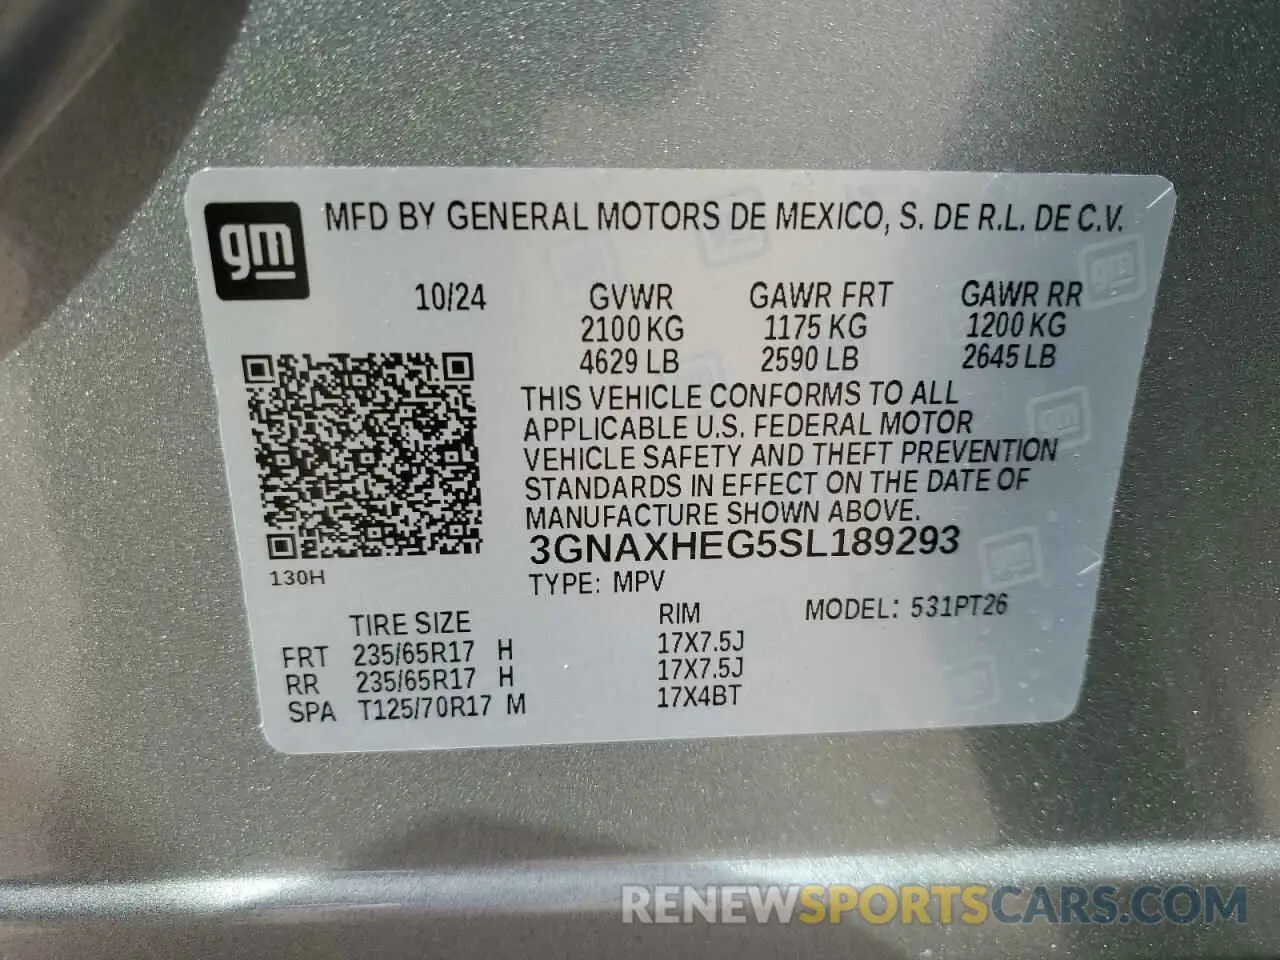 gm
MFD BY GENERAL MOTORS DE MEXICO, S. DE R.L. DE C.V.
10/24 GVWR GAWR FRT GAWR RR
2100 KG 1175 KG 1200 KG
4629 LB 2590 LB 2645 LB
THIS VEHICLE CONFORMS TO ALL
APPLICABLE U.S. FEDERAL MOTOR
VEHICLE SAFETY AND THEFT PREVENTION
STANDARDS IN EFFECT ON THE DATE OF
MANUFACTURE SHOWN ABOVE.
3GNAXHEG5SL189293
130H
TYPE: MPV
TIRE SIZE RIM MODEL: 531PT26
FRT 235/65R17 H 17X7.5J
RR 235/65R17 H 17X7.5J
SPA T125/70R17 M 17X4BT
RENEWSPORTSCARS.COM